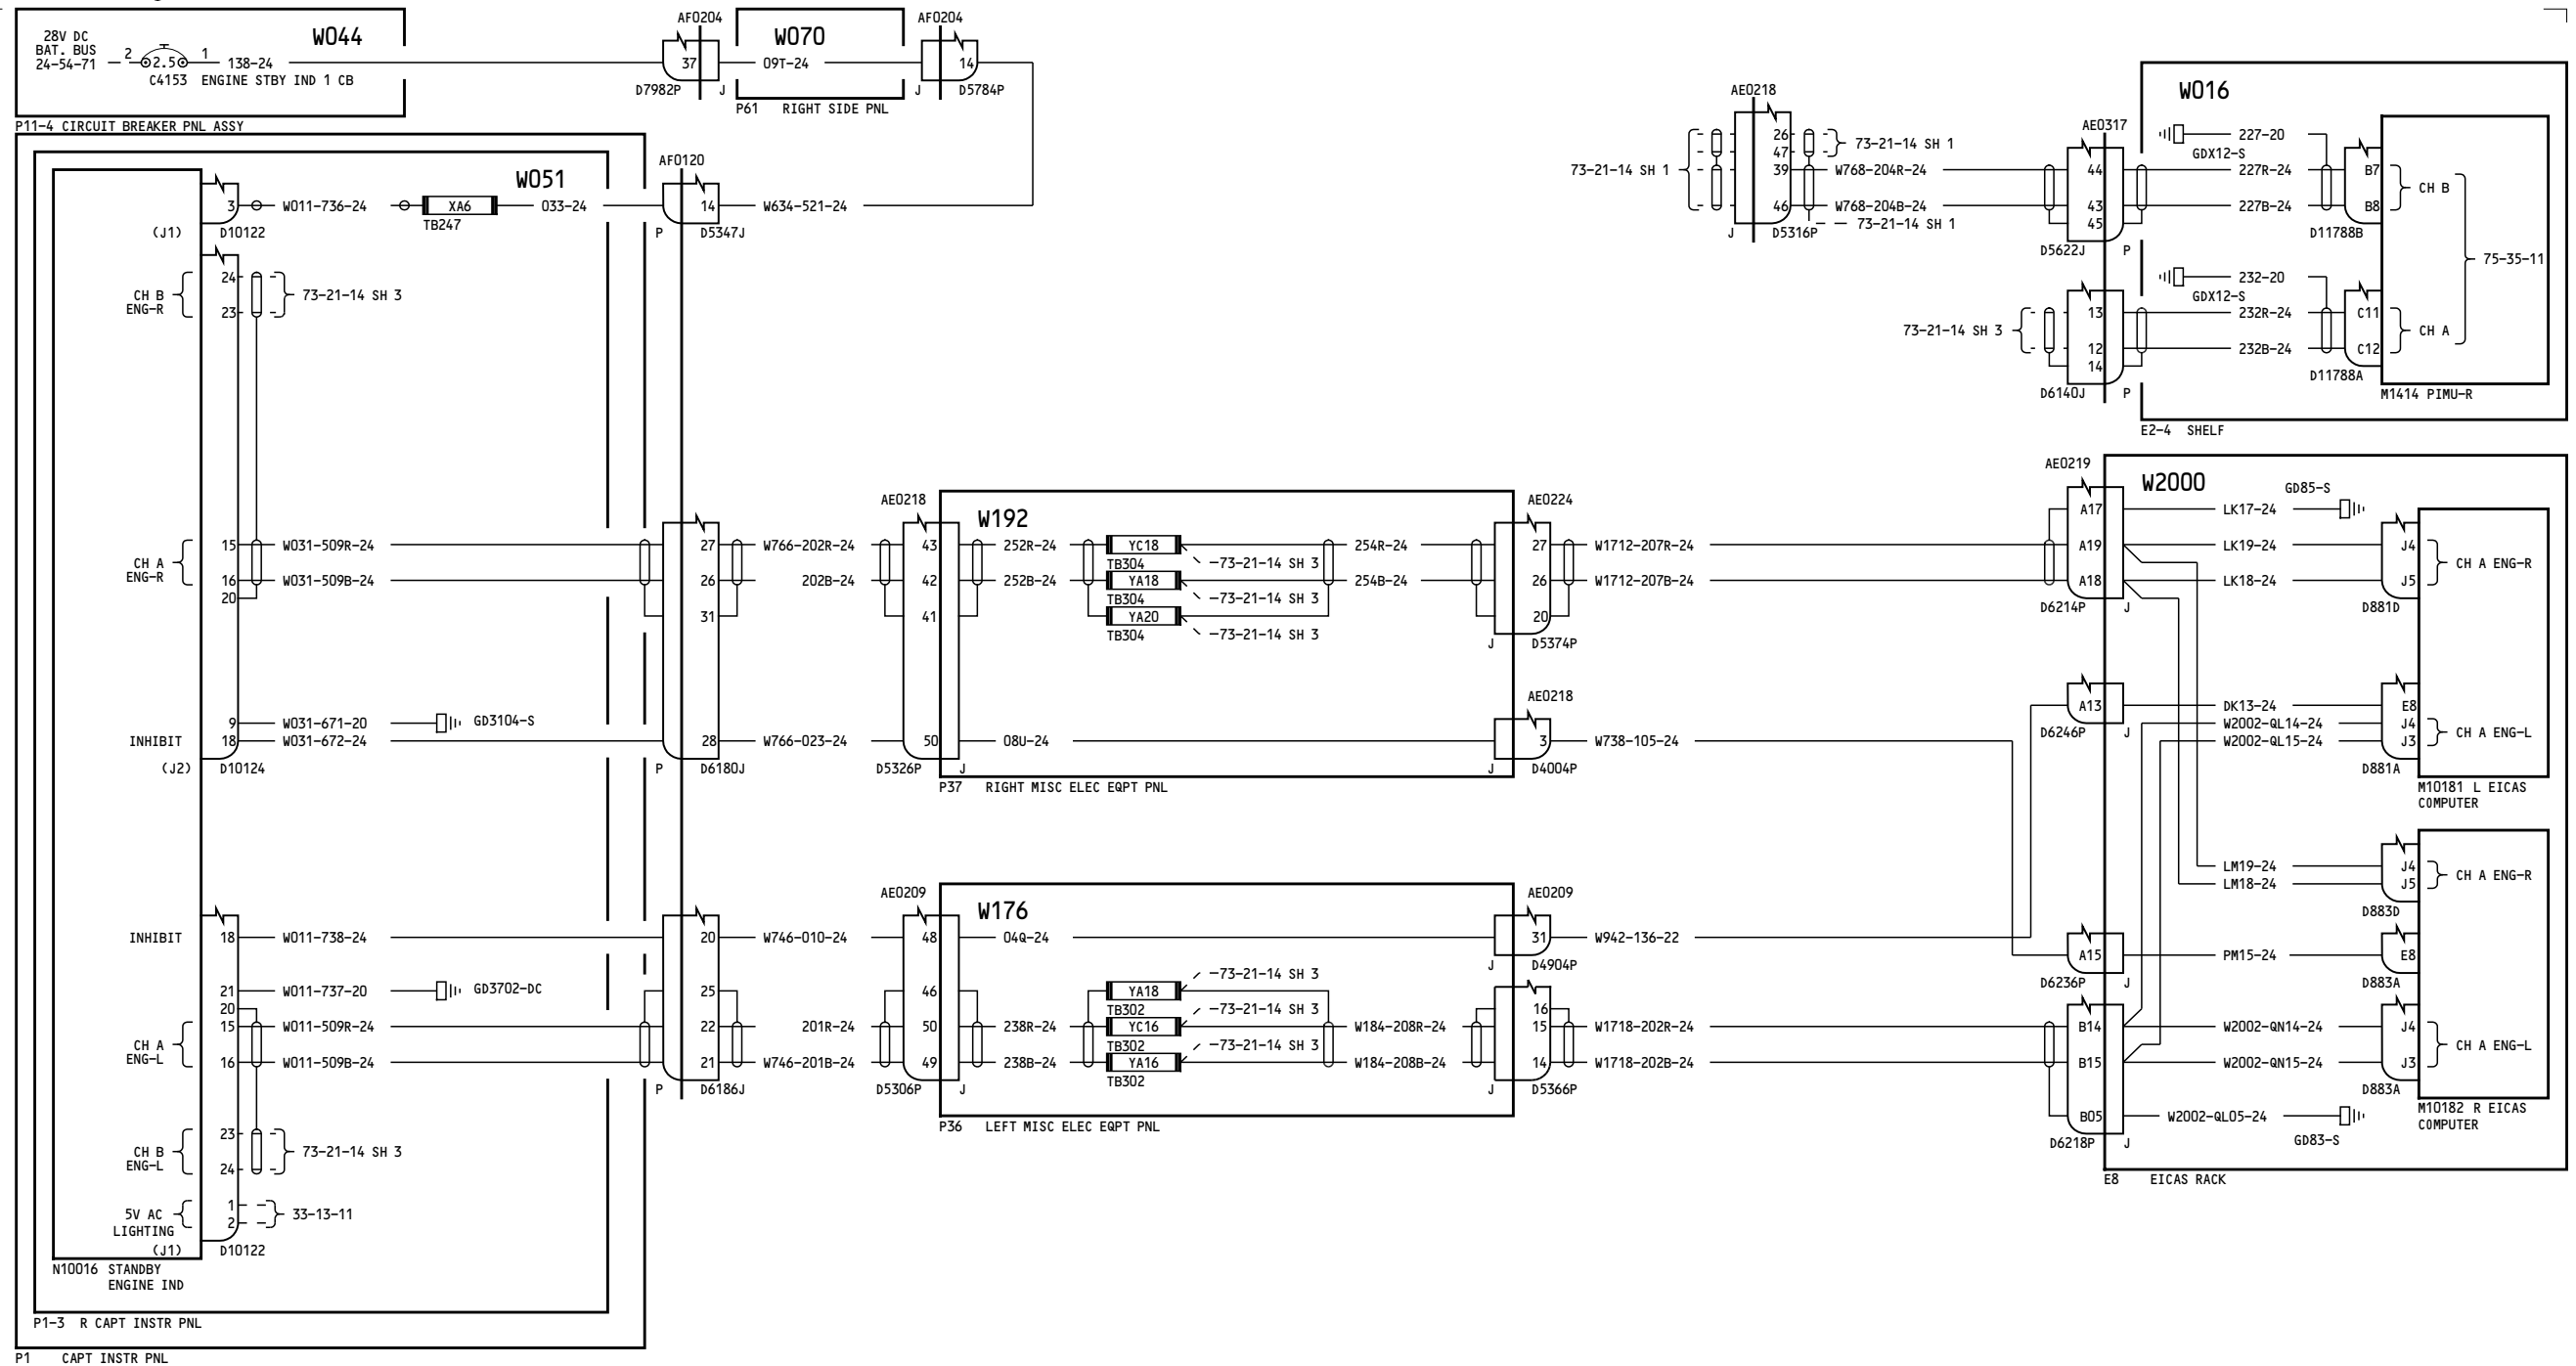 28V DC
BAT. BUS
24-54-71
2
2.5
1
138-24
C4153 ENGINE STBY IND 1 CB
W044
P11-4 CIRCUIT BREAKER PNL ASSY
AF0204
37
D7982P
J
W070
09T-24
P61 RIGHT SIDE PNL
AF0204
14
J
D5784P
W051
3
W011-736-24
XA6
TB247
033-24
(J1)
D10122
AF0120
14
W634-521-24
P
D5347J
24
23
CH B
ENG-R
73-21-14 SH 3
CH A
ENG-R
15
W031-509R-24
16
W031-509B-24
20
9
W031-671-20
GD3104-S
INHIBIT
18
W031-672-24
(J2)
D10124
27
26
31
28
P
D6180J
W766-202R-24
202B-24
W766-023-24
AE0218
43
42
41
50
D5326P
J
W192
252R-24
YC18
TB304
73-21-14 SH 3
254R-24
252B-24
YA18
TB304
73-21-14 SH 3
254B-24
YA20
TB304
73-21-14 SH 3
08U-24
P37 RIGHT MISC ELEC EQPT PNL
AE0224
27
26
20
J
D5374P
W1712-207R-24
W1712-207B-24
AE0218
3
J
D4004P
W738-105-24
INHIBIT
18
W011-738-24
21
W011-737-20
GD3702-DC
20
CH A
ENG-L
15
W011-509R-24
16
W011-509B-24
CH B
ENG-L
23
24
73-21-14 SH 3
5V AC
LIGHTING
1
2
33-13-11
(J1)
D10122
N10016 STANDBY
ENGINE IND
P1-3 R CAPT INSTR PNL
P1 CAPT INSTR PNL
20
25
22
21
P
D6186J
W746-010-24
201R-24
W746-201B-24
AE0209
48
46
50
49
D5306P
J
W176
04Q-24
YA18
TB302
73-21-14 SH 3
238R-24
YC16
TB302
73-21-14 SH 3
W184-208R-24
238B-24
YA16
TB302
73-21-14 SH 3
W184-208B-24
P36 LEFT MISC ELEC EQPT PNL
AE0209
31
J
D4904P
W942-136-22
16
15
14
J
D5366P
W1718-202R-24
W1718-202B-24
AE0218
73-21-14 SH 1
26
47
39
46
J
D5316P
73-21-14 SH 1
W768-204R-24
W768-204B-24
73-21-14 SH 1
AE0317
44
43
45
D5622J
P
W016
227-20
GDX12-S
227R-24
227B-24
B7
B8
CH B
D11788B
75-35-11
73-21-14 SH 3
13
12
14
D6140J
P
232-20
GDX12-S
232R-24
232B-24
C11
C12
CH A
D11788A
M1414 PIMU-R
E2-4 SHELF
AE0219
W2000
A17
LK17-24
GD85-S
A19
LK19-24
J4
A18
LK18-24
J5
CH A ENG-R
D6214P
J
D881D
A13
DK13-24
E8
W2002-QL14-24
J4
W2002-QL15-24
J3
CH A ENG-L
D6246P
J
D881A
M10181 L EICAS
COMPUTER
LM19-24
J4
LM18-24
J5
CH A ENG-R
D883D
A15
PM15-24
E8
D6236P
J
D883A
B14
W2002-QN14-24
J4
B15
W2002-QN15-24
J3
CH A ENG-L
D883A
B05
W2002-QL05-24
GD83-S
D6218P
J
M10182 R EICAS
COMPUTER
E8 EICAS RACK